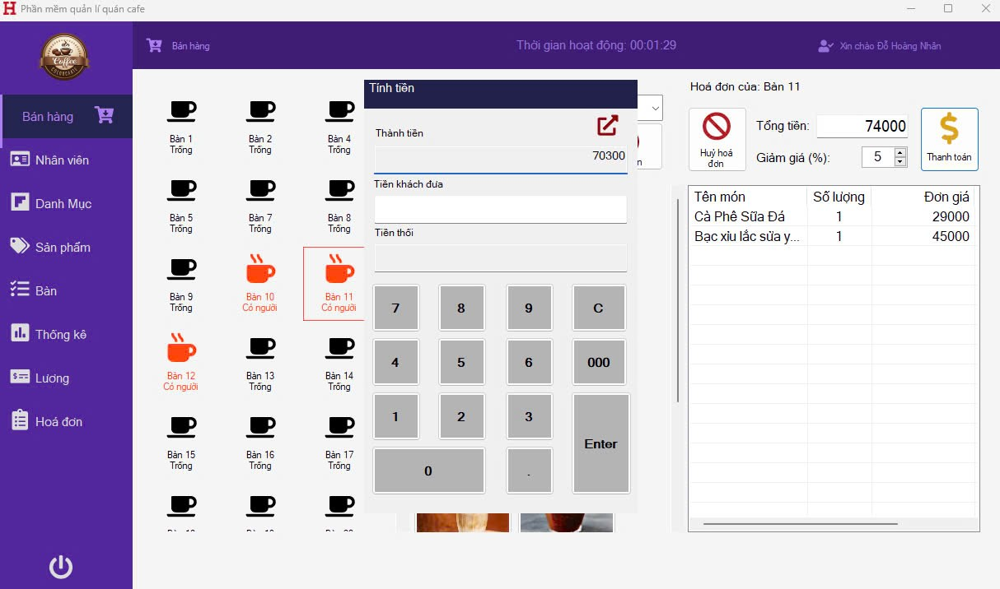 Phần mềm quản lí quán cafe
Coffee
Bán hàng
Thời gian hoạt động: 00:01:29
Xin chào Đỗ Hoàng Nhân
Bán hàng
Nhân viên
Danh Mục
Sản phẩm
Bàn
Thống kê
Lương
Hoá đơn
Bàn 1
Trống
Bàn 2
Trống
Bàn 4
Trống
Bàn 5
Trống
Bàn 7
Trống
Bàn 8
Trống
Bàn 9
Trống
Bàn 10
Có người
Bàn 11
Có người
Bàn 12
Có người
Bàn 13
Trống
Bàn 14
Trống
Bàn 15
Trống
Bàn 16
Trống
Bàn 17
Trống
Tính tiền
Thành tiền
70300
Tiền khách đưa
Tiền thối
7 8 9 C
4 5 6 000
1 2 3 Enter
0 .
Hoá đơn của: Bàn 11
Huỷ hoá
đơn
Tổng tiền: 74000
Giảm giá (%): 5
Thanh toán
Tên món Số lượng Đơn giá
Cà Phê Sữa Đá 1 29000
Bạc xỉu lắc sữa y... 1 45000